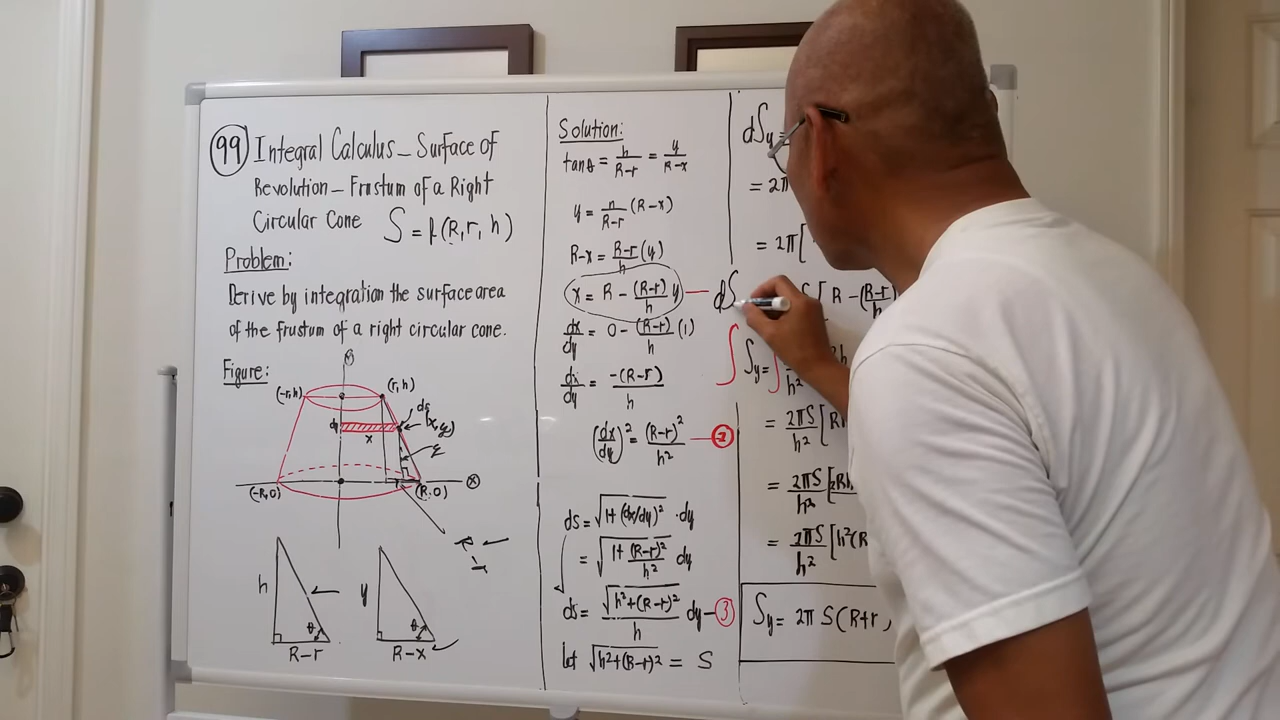 99 Integral Calculus – Surface of
Revolution – Frustum of a Right
Circular Cone S = f(R, r, h)
Problem:
Derive by integration the surface area
of the frustum of a right circular cone.
Figure:
(-r, h) (r, h)
ds
(x, y)
x
(-R, 0) (R, 0) x
h θ R-r
y θ R-x
Solution:
tanθ = h/(R-r) = y/(R-x)
y = h/(R-r) (R-x)
R-x = (R-r)/h (y)
x = R - (R-r)/h y
dx/dy = 0 - (R-r)/h (1)
dx/dy = -(R-r)/h
(dx/dy)² = (R-r)²/h² — 2
ds = √(1+(dx/dy)²) · dy
= √(1+(R-r)²/h²) dy
ds = √(h²+(R-r)²)/h dy — 3
let √(h²+(R-r)²) = S
dSy =
= 2π
= 2π[
dS [R - (R-r)/h
∫Sy = ∫
= 2πS/h² [R
= 2πS/h² [2Rh
= 2πS/h² [h²(R
Sy = 2π S(R+r)